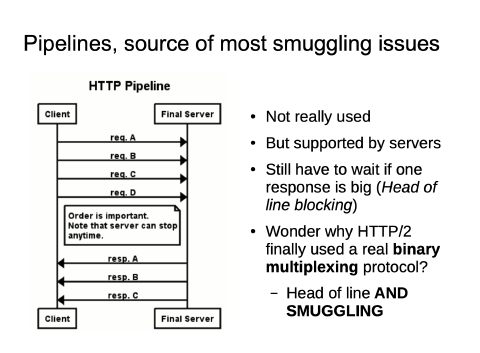 Pipelines, source of most smuggling issues
HTTP Pipeline
Client
Final Server
req. A
req. B
req. C
req. D
Order is important.
Note that server can stop
anytime.
resp. A
resp. B
resp. C
Client
Final Server
• Not really used
• But supported by servers
• Still have to wait if one
response is big (Head of
line blocking)
• Wonder why HTTP/2
finally used a real binary
multiplexing protocol?
– Head of line AND
SMUGGLING